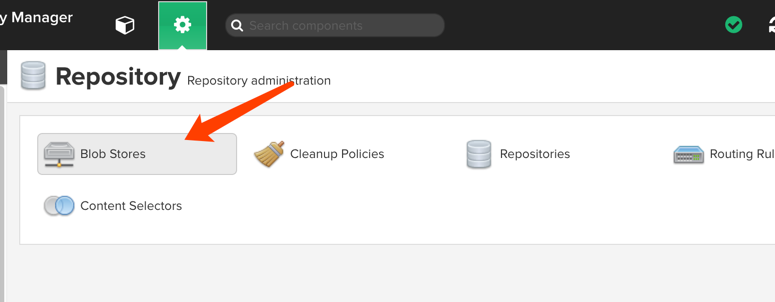 y Manager
Search components
Repository Repository administration
Blob Stores
Cleanup Policies
Repositories
Routing Rul
Content Selectors